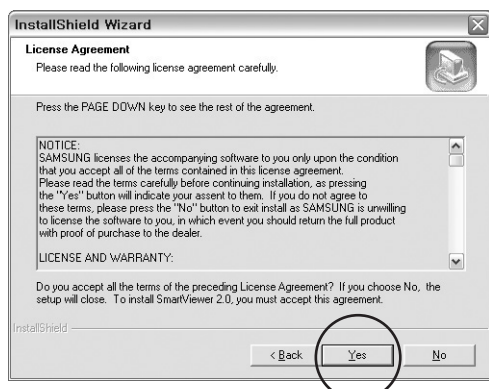 InstallShield Wizard
License Agreement
Please read the following license agreement carefully.
Press the PAGE DOWN key to see the rest of the agreement.
NOTICE:
SAMSUNG licenses the accompanying software to you only upon the condition
that you accept all of the terms contained in this license agreement.
Please read the terms carefully before continuing installation, as pressing
the "Yes" button will indicate your assent to them. If you do not agree to
these terms, please press the "No" button to exit install as SAMSUNG is unwilling
to license the software to you, in which event you should return the full product
with proof of purchase to the dealer.
LICENSE AND WARRANTY:
Do you accept all the terms of the preceding License Agreement? If you choose No, the
setup will close. To install SmartViewer 2.0, you must accept this agreement.
InstallShield
< Back Yes No